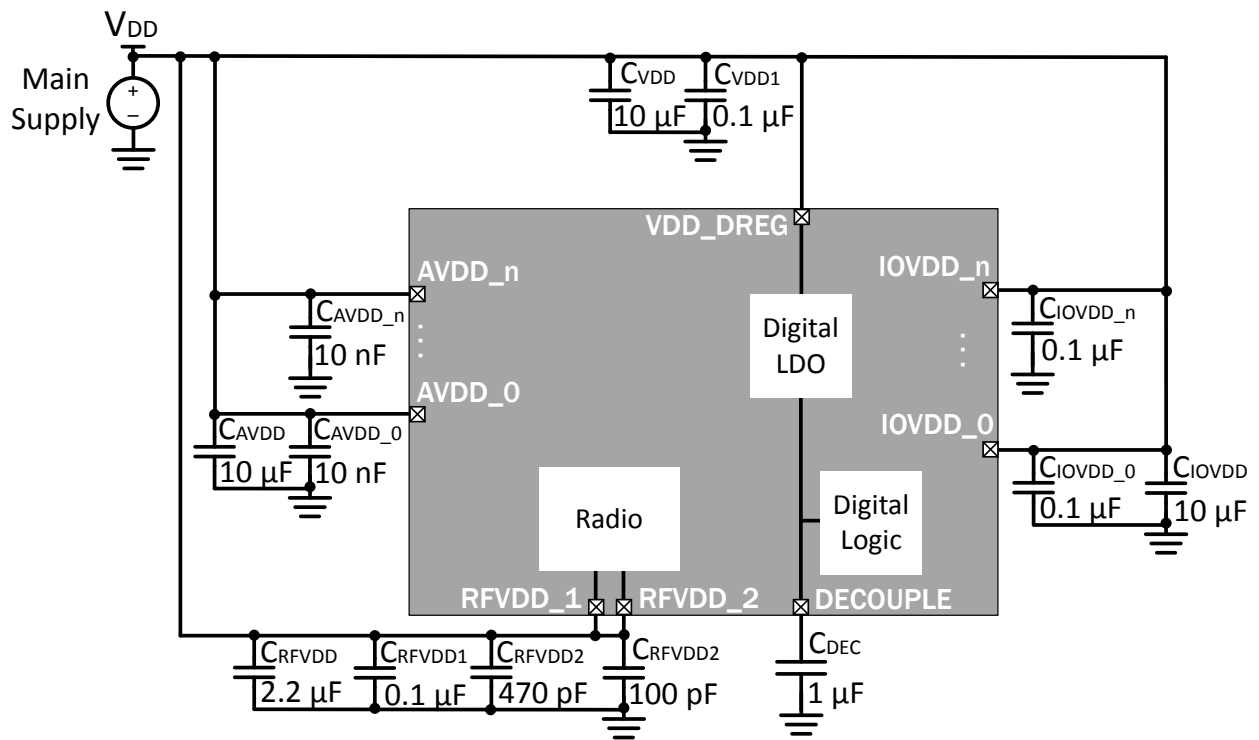 VDD
Main
Supply
+
–
CVDD
10 µF
CVDD1
0.1 µF
VDD_DREG
AVDD_n
IOVDD_n
CAVDD_n
10 nF
Digital
LDO
CIOVDD_n
0.1 µF
AVDD_0
IOVDD_0
CAVDD
10 µF
CAVDD_0
10 nF
CIOVDD_0
0.1 µF
CIOVDD
10 µF
Radio
Digital
Logic
RFVDD_1
RFVDD_2
DECOUPLE
CRFVDD
2.2 µF
CRFVDD1
0.1 µF
CRFVDD2
470 pF
CRFVDD2
100 pF
CDEC
1 µF